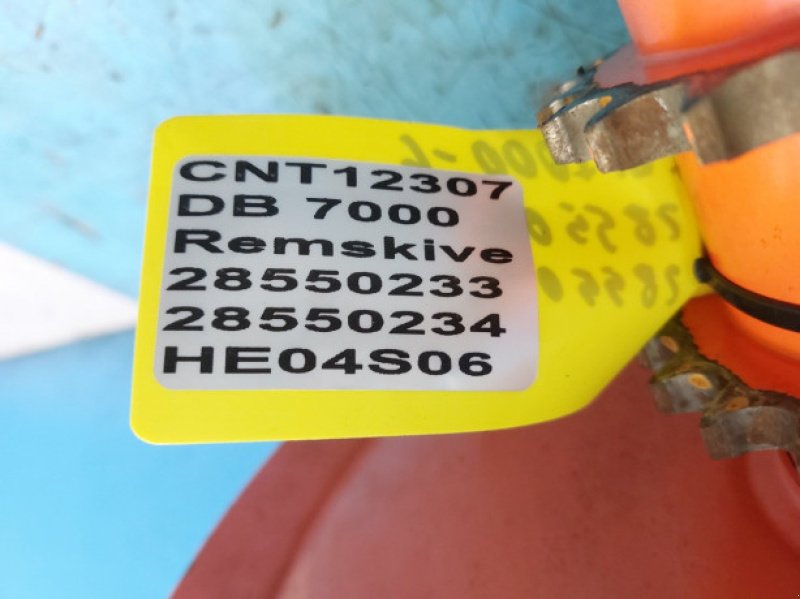 CNT12307
DB 7000
Remskive
28550233
28550234
HE04S06